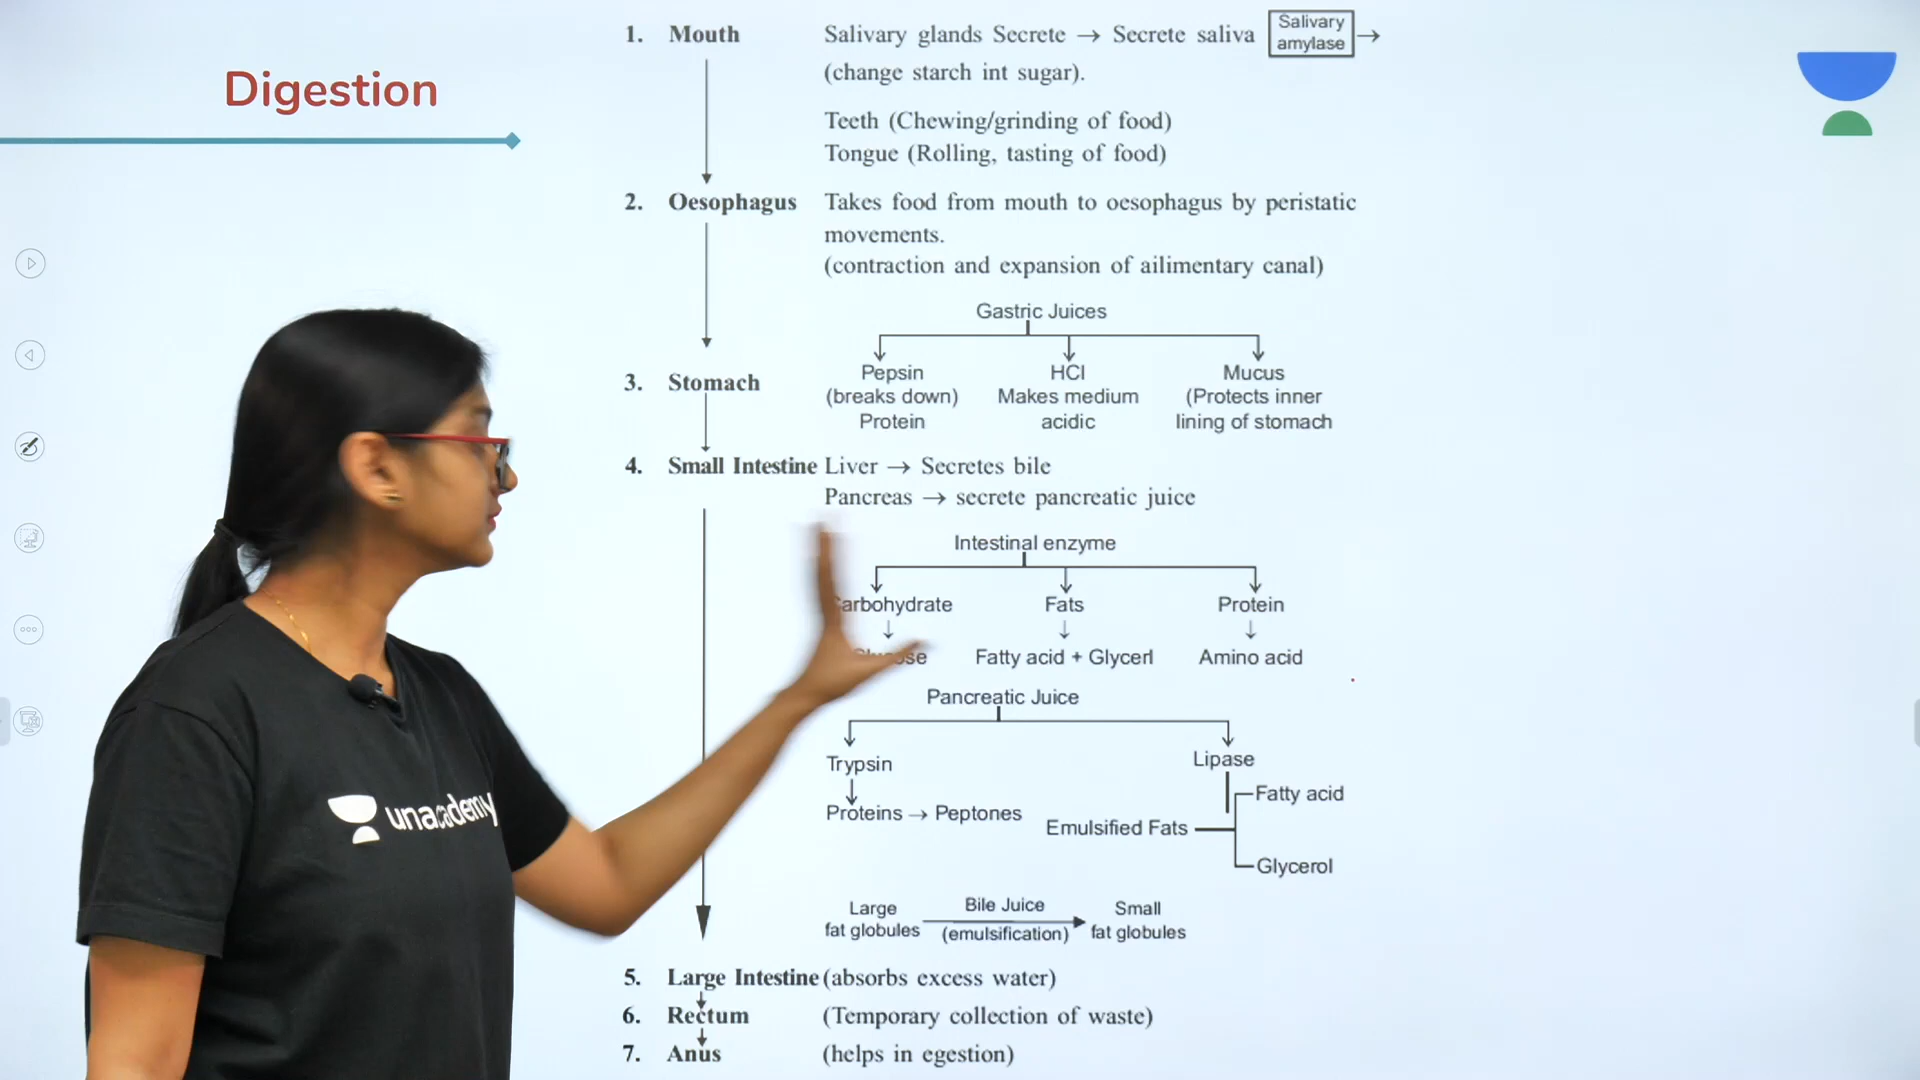 Digestion
1. Mouth Salivary glands Secrete → Secrete saliva Salivary amylase →
(change starch int sugar).
Teeth (Chewing/grinding of food)
Tongue (Rolling, tasting of food)
2. Oesophagus Takes food from mouth to oesophagus by peristatic
movements.
(contraction and expansion of ailimentary canal)
Gastric Juices
3. Stomach
Pepsin HCl Mucus
(breaks down) Makes medium (Protects inner
Protein acidic lining of stomach
4. Small Intestine Liver → Secretes bile
Pancreas → secrete pancreatic juice
Intestinal enzyme
arbohydrate Fats Protein
Fatty acid + Glycerl Amino acid
Pancreatic Juice
Trypsin Lipase
Proteins → Peptones
Fatty acid
Emulsified Fats
Glycerol
Large Bile Juice Small
fat globules (emulsification) fat globules
5. Large Intestine (absorbs excess water)
6. Rectum (Temporary collection of waste)
7. Anus (helps in egestion)
unacademy